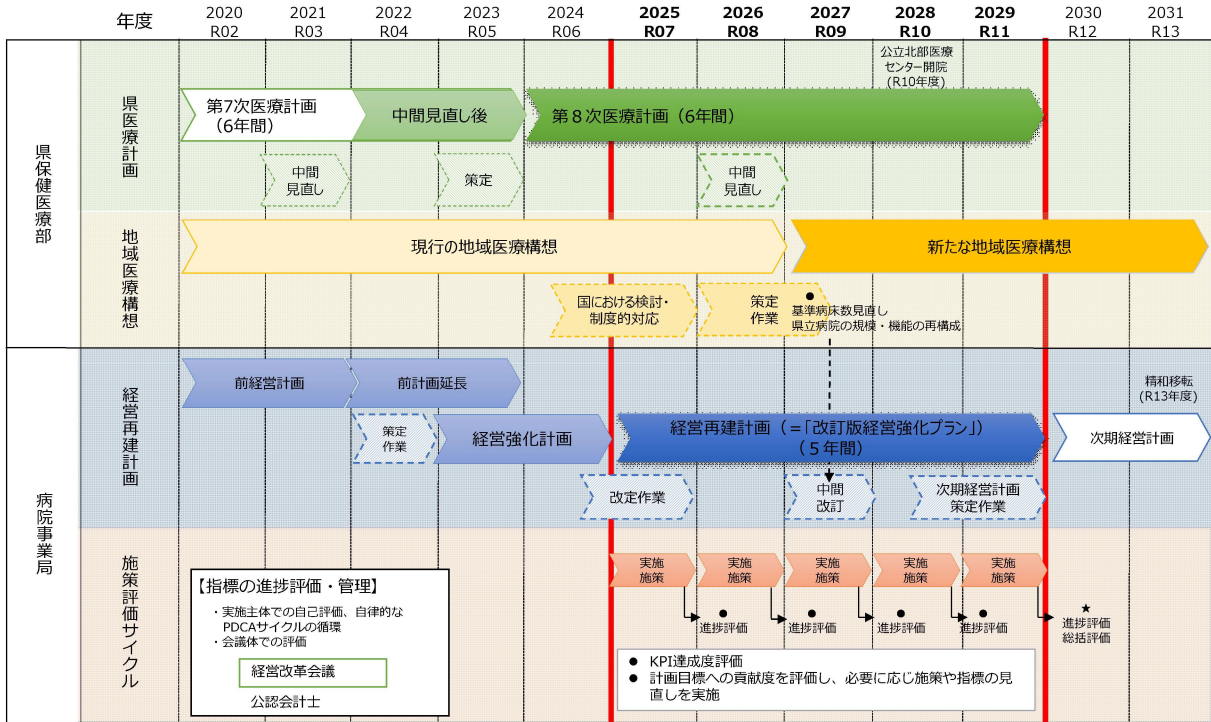 年度
2020
R02
2021
R03
2022
R04
2023
R05
2024
R06
2025
R07
2026
R08
2027
R09
2028
R10
2029
R11
2030
R12
2031
R13
県保健医療部
県医療計画
公立北部医療
センター開院
(R10年度)
第7次医療計画
（6年間）
中間見直し後
第８次医療計画（6年間）
中間
見直し
策定
中間
見直し
地域医療構想
現行の地域医療構想
新たな地域医療構想
国における検討・
制度的対応
策定
作業
●
基準病床数見直し
県立病院の規模・機能の再構成
病院事業局
経営再建計画
前経営計画
前計画延長
精和移転
(R13年度)
策定
作業
経営強化計画
経営再建計画（＝「改訂版経営強化プラン」）
（５年間）
次期経営計画
改定作業
中間
改訂
次期経営計画
策定作業
施策評価サイクル
実施
施策
実施
施策
実施
施策
実施
施策
実施
施策
●
進捗評価
●
進捗評価
●
進捗評価
●
進捗評価
★
進捗評価
総括評価
【指標の進捗評価・管理】
・実施主体での自己評価、自律的な
PDCAサイクルの循環
・会議体での評価
経営改革会議
公認会計士
● KPI達成度評価
● 計画目標への貢献度を評価し、必要に応じ施策や指標の見
直しを実施